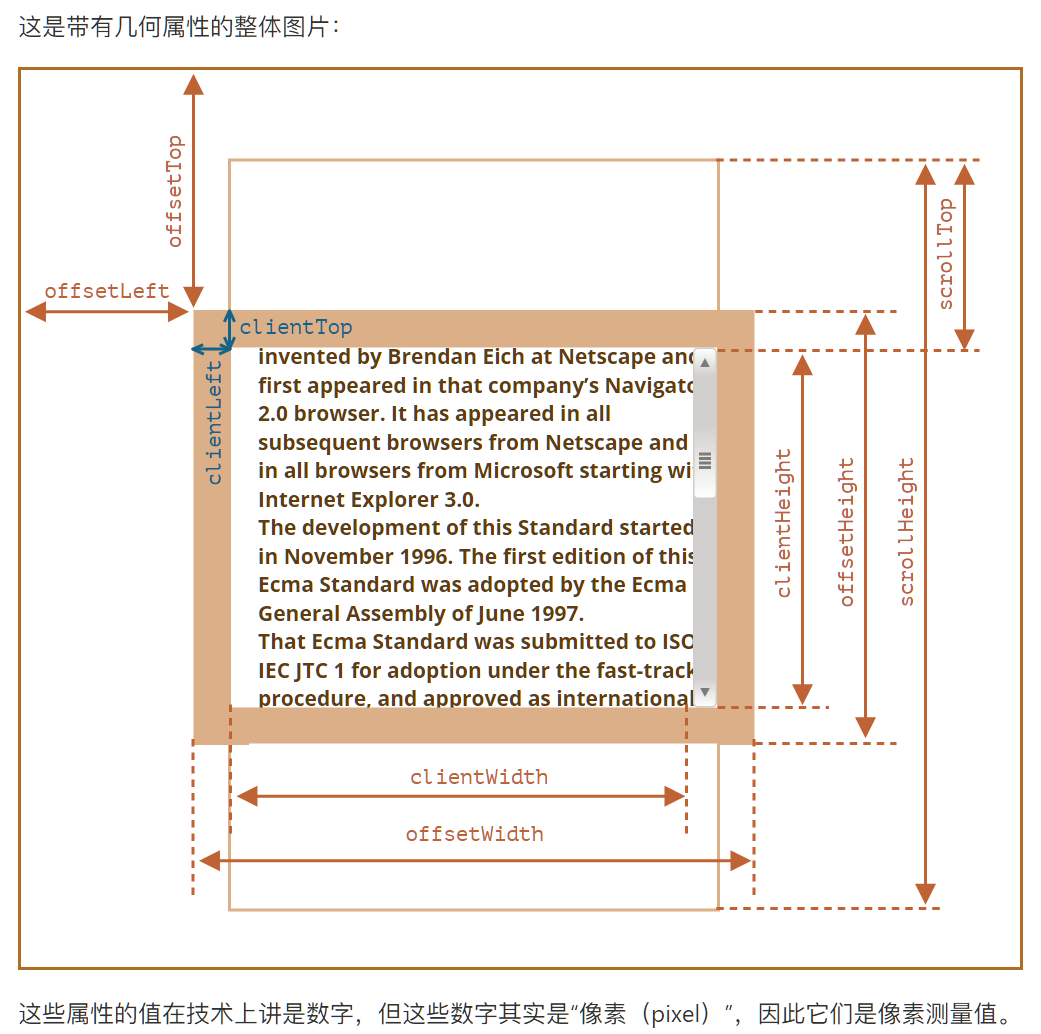 这是带有几何属性的整体图片：
offsetTop
scrollTop
offsetLeft
clientTop
clientLeft
invented by Brendan Eich at Netscape and
first appeared in that company’s Navigato
2.0 browser. It has appeared in all
subsequent browsers from Netscape and
in all browsers from Microsoft starting wi
Internet Explorer 3.0.
The development of this Standard started
in November 1996. The first edition of this
Ecma Standard was adopted by the Ecma
General Assembly of June 1997.
That Ecma Standard was submitted to ISO
IEC JTC 1 for adoption under the fast-track
procedure, and approved as international
clientHeight
offsetHeight
scrollHeight
clientWidth
offsetWidth
这些属性的值在技术上讲是数字，但这些数字其实是“像素（pixel）”，因此它们是像素测量值。